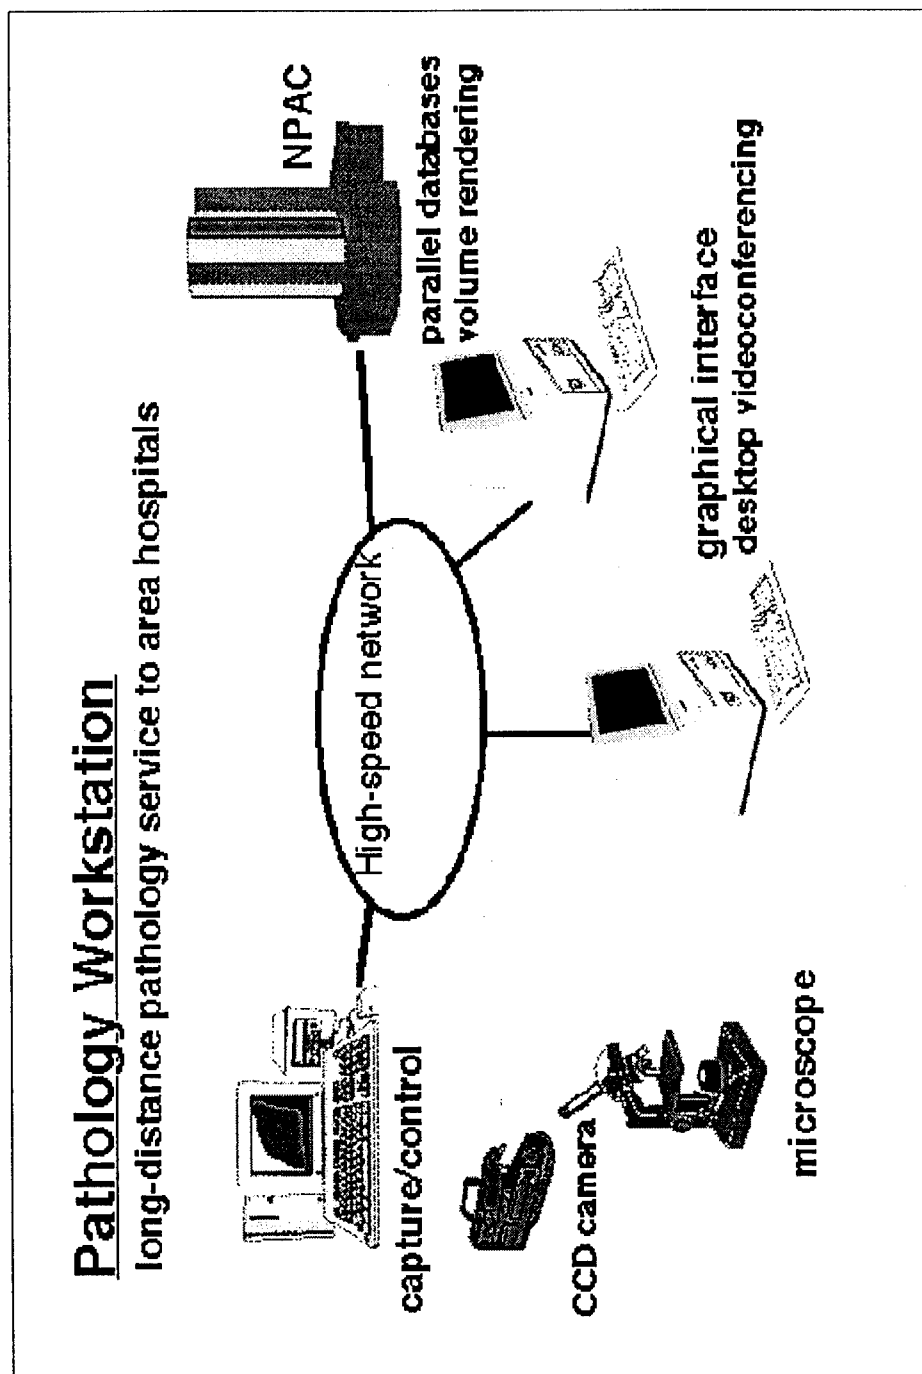 Pathology Workstation
long-distance pathology service to area hospitals
NPAC
capture/control
High-speed network
parallel databases
volume rendering
CCD camera
microscope
graphical interface
desktop videoconferencing